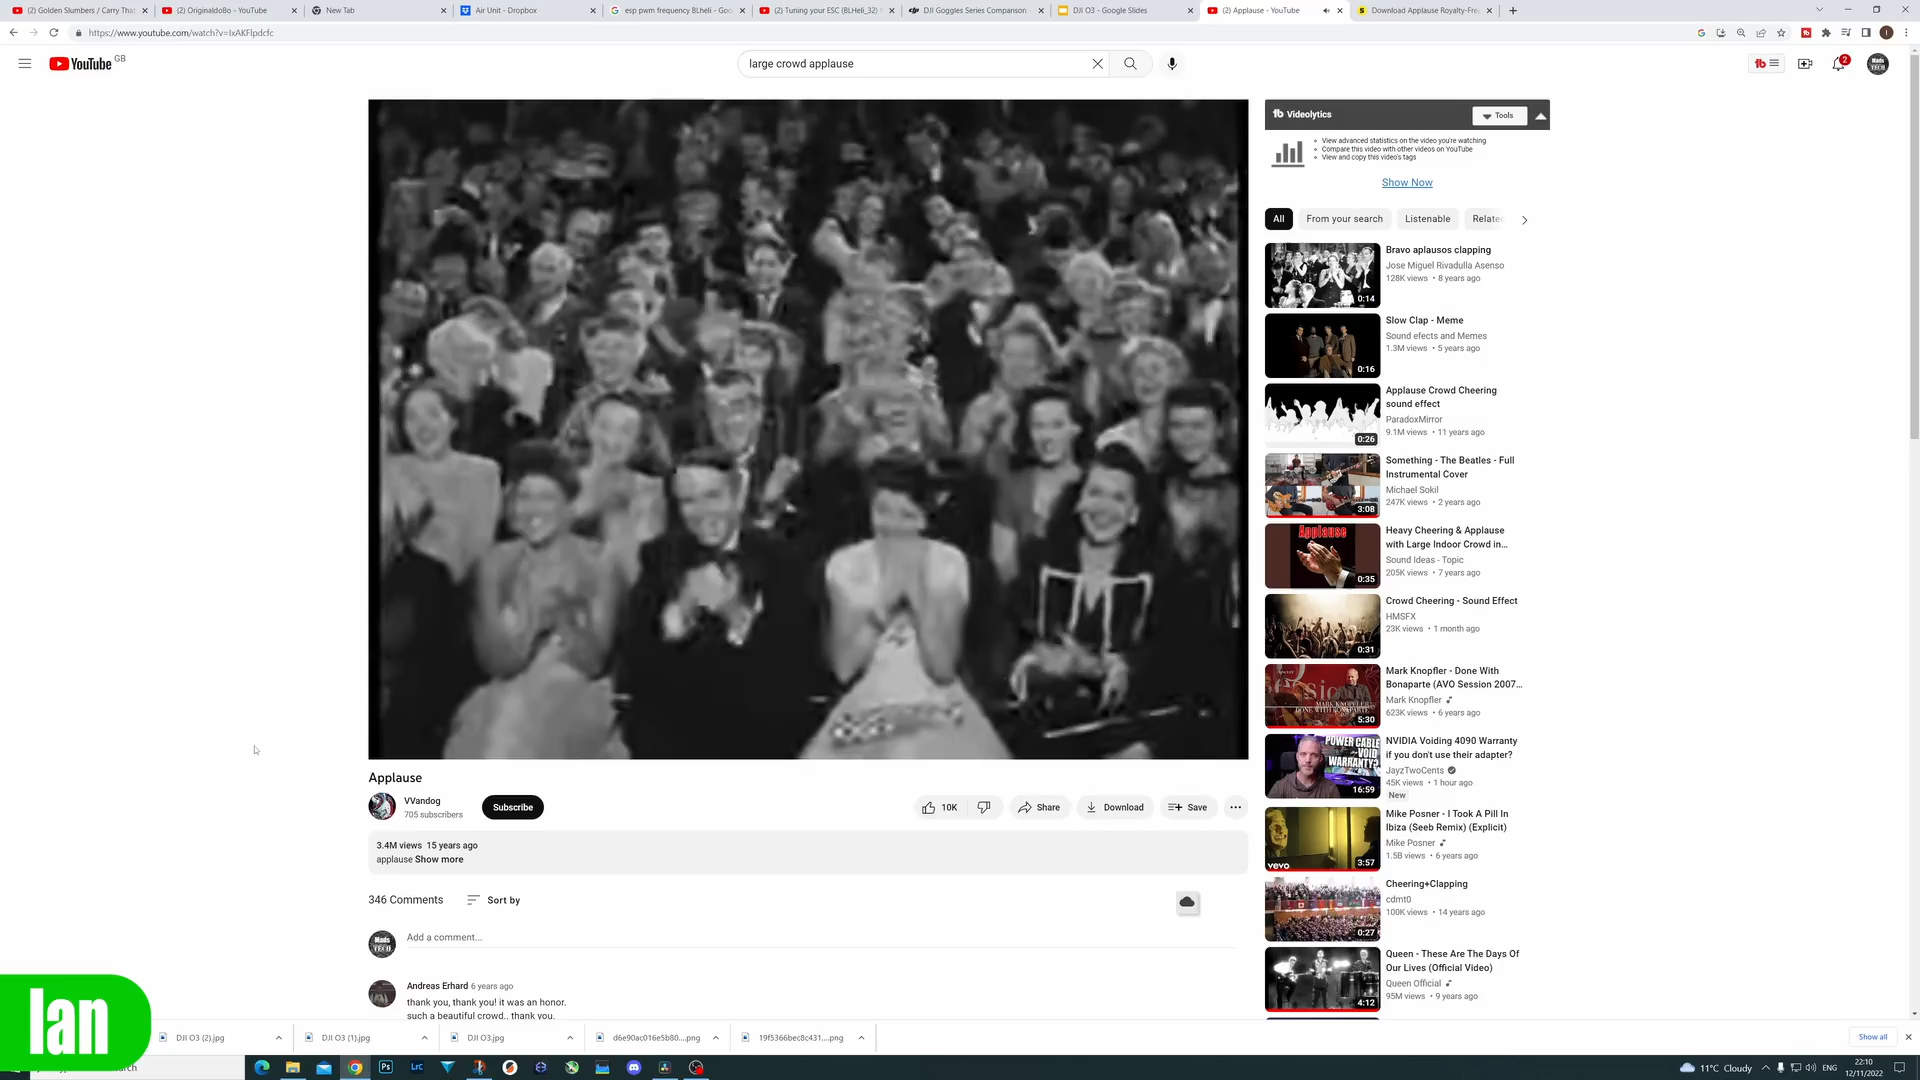 (2) Golden Slumbers / Carry That
(2) OriginaldoBo - YouTube
New Tab
Air Unit - Dropbox
esp pwm frequency BLheli - Goo
(2) Tuning your ESC (BLHeli_32)
DJI Goggles Series Comparison -
DJI O3 - Google Slides
(2) Applause - YouTube
Download Applause Royalty-Fre
https://www.youtube.com/watch?v=IxAKFlpdcfc
YouTube GB
large crowd applause
2
Videolytics
Tools
View advanced statistics on the video you're watching
Compare this video with other videos on YouTube
View and copy this video's tags
Show Now
All
From your search
Listenable
Relate
Bravo aplausos clapping
Jose Miguel Rivadulla Asenso
128K views • 8 years ago
0:14
Slow Clap - Meme
Sound efects and Memes
1.3M views • 5 years ago
0:16
Applause Crowd Cheering
sound effect
ParadoxMirror
9.1M views • 11 years ago
0:26
Something - The Beatles - Full
Instrumental Cover
Michael Sokil
247K views • 2 years ago
3:08
Applause
Heavy Cheering & Applause
with Large Indoor Crowd in...
Sound Ideas - Topic
205K views • 7 years ago
0:35
Crowd Cheering - Sound Effect
HMSFX
23K views • 1 month ago
0:31
Mark Knopfler - Done With
Bonaparte (AVO Session 2007...
Mark Knopfler
623K views • 6 years ago
5:30
POWER CABLE
VOID
WARRANTY?
NVIDIA Voiding 4090 Warranty
if you don't use their adapter?
JayzTwoCents
45K views • 1 hour ago
New
16:59
Mike Posner - I Took A Pill In
Ibiza (Seeb Remix) (Explicit)
Mike Posner
1.5B views • 6 years ago
vevo
3:57
Cheering+Clapping
cdmt0
100K views • 14 years ago
0:27
Queen - These Are The Days Of
Our Lives (Official Video)
Queen Official
95M views • 9 years ago
4:12
Applause
VVandog
705 subscribers
Subscribe
10K
Share
Download
Save
3.4M views 15 years ago
applause Show more
346 Comments
Sort by
Add a comment...
Andreas Erhard 6 years ago
thank you, thank you! it was an honor.
such a beautiful crowd.. thank you.
Ian
DJI O3 (2).jpg
DJI O3 (1).jpg
DJI O3.jpg
d6e90ac016e5b80....png
19f5366bec8c431....png
Show all
11°C Cloudy
ENG
22:10
12/11/2022